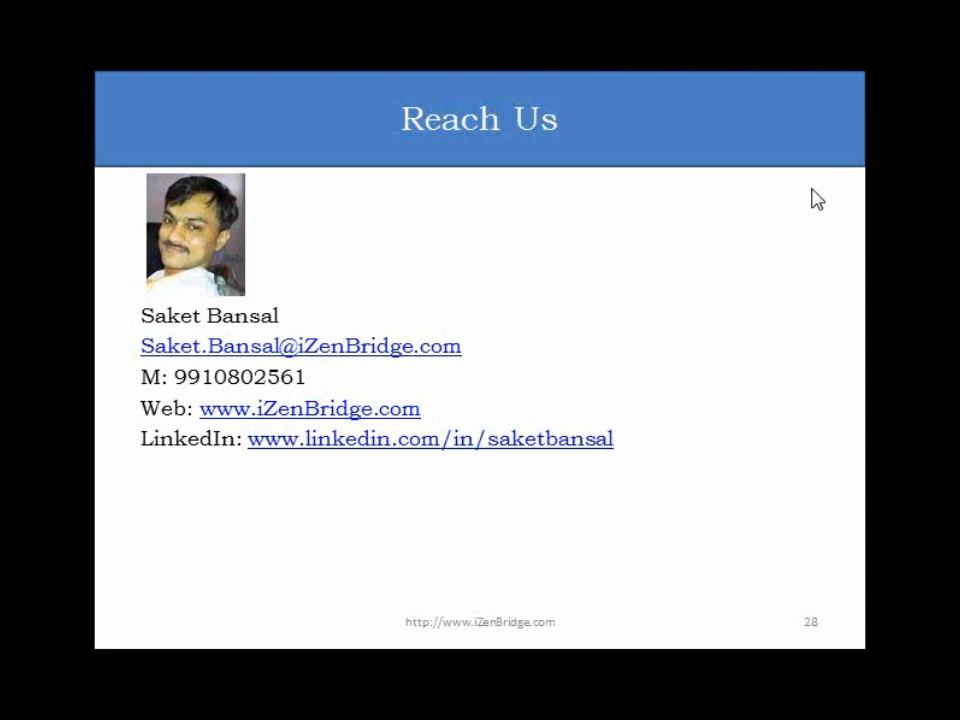 Reach Us
Saket Bansal
Saket.Bansal@iZenBridge.com
M: 9910802561
Web: www.iZenBridge.com
LinkedIn: www.linkedin.com/in/saketbansal
http://www.iZenBridge.com 28